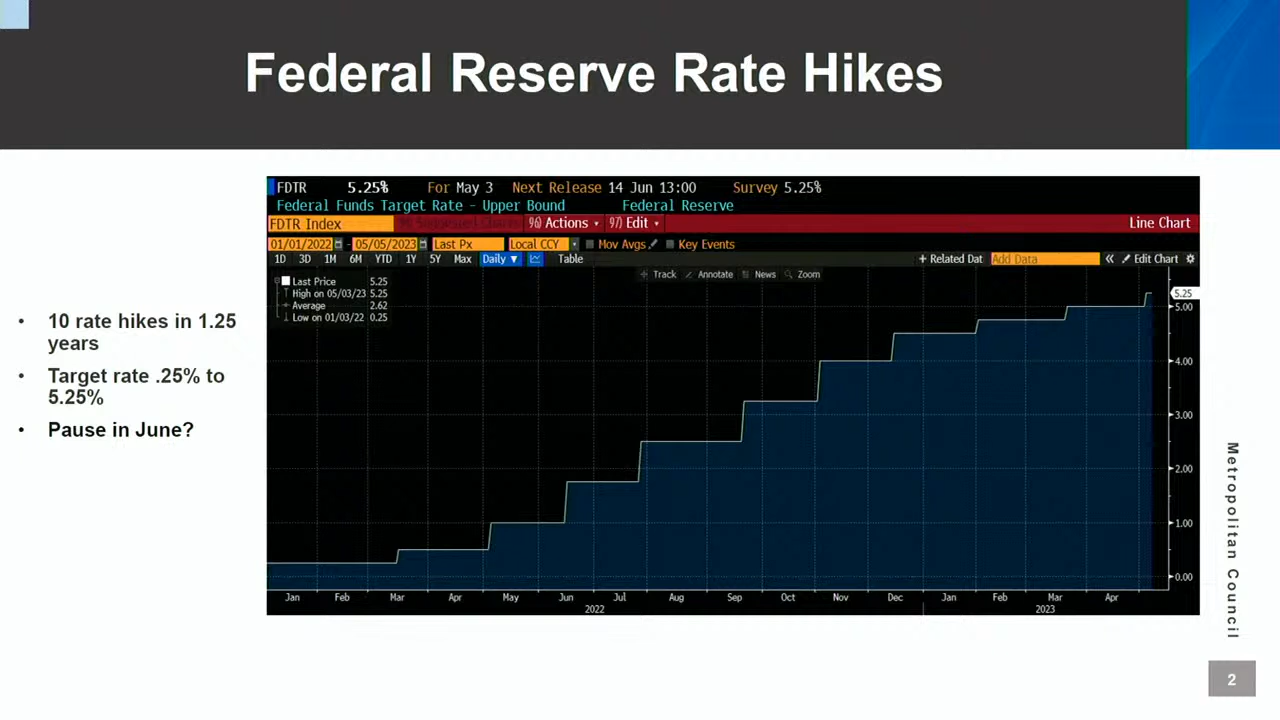 Federal Reserve Rate Hikes
• 10 rate hikes in 1.25
years
• Target rate .25% to
5.25%
• Pause in June?
FDTR 5.25% For May 3 Next Release 14 Jun 13:00 Survey 5.25%
Federal Funds Target Rate - Upper Bound Federal Reserve
FDTR Index 96) Suggested Charts 96) Actions 97) Edit Line Chart
01/01/2022 - 05/05/2023 Last Px Local CCY Mov Avgs Key Events
1D 3D 1M 6M YTD 1Y 5Y Max Daily ▼ Table + Related Dat Add Data « Edit Chart
Track Annotate News Zoom
Last Price 5.25
High on 05/03/23 5.25
Average 2.62
Low on 01/03/22 0.25
5.25
5.00
4.00
3.00
2.00
1.00
0.00
Jan Feb Mar Apr May Jun Jul Aug Sep Oct Nov Dec Jan Feb Mar Apr
2022 2023
Metropolitan Council
2